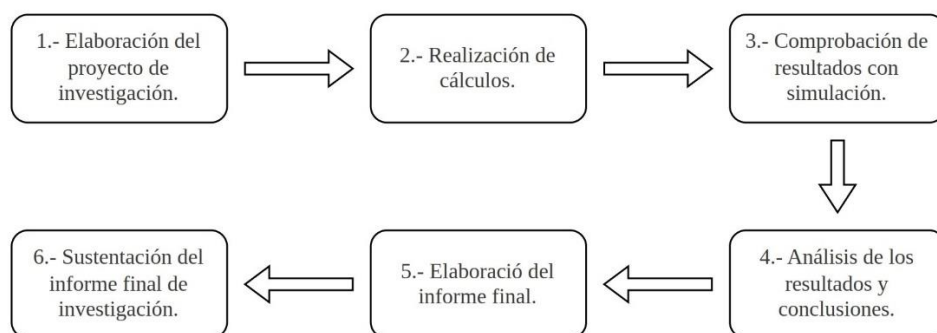 1.- Elaboración del
proyecto de
investigación.
2.- Realización de
cálculos.
3.- Comprobación de
resultados con
simulación.
4.- Análisis de los
resultados y
conclusiones.
5.- Elaboració del
informe final.
6.- Sustentación del
informe final de
investigación.